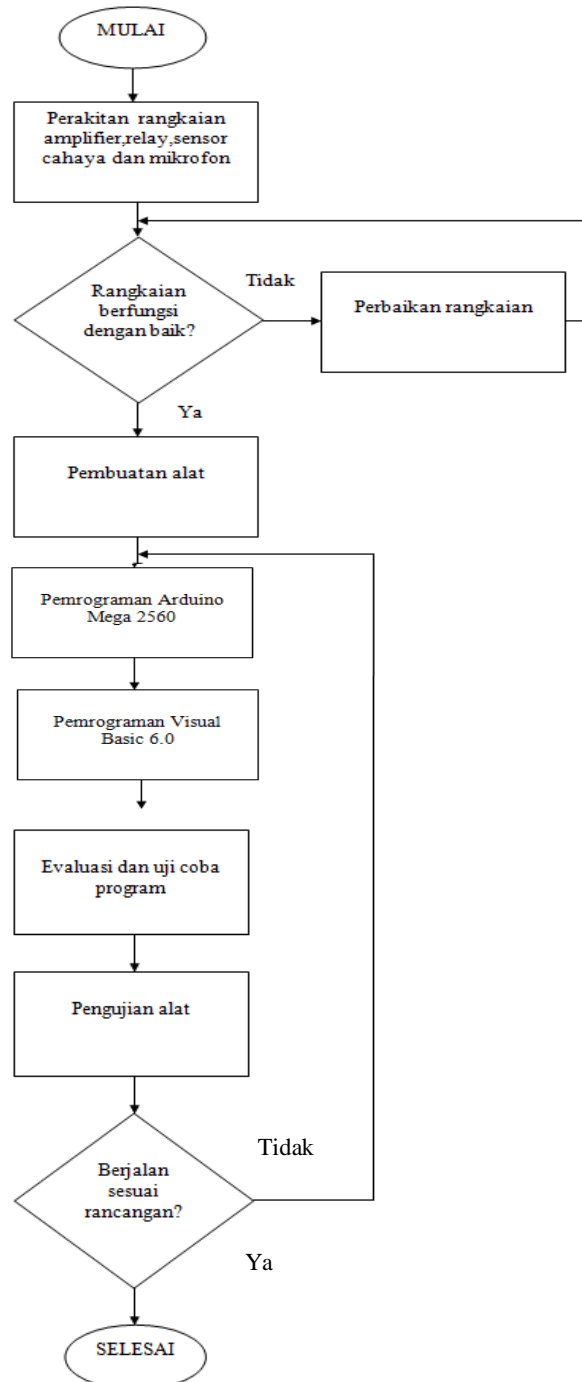 MULAI
Perakitan rangkaian
amplifier,relay,sensor
cahaya dan mikrofon
Rangkaian
berfungsi
dengan baik?
Tidak
Perbaikan rangkaian
Ya
Pembuatan alat
Pemrograman Arduino
Mega 2560
Pemrograman Visual
Basic 6.0
Evaluasi dan uji coba
program
Pengujian alat
Berjalan
sesuai
rancangan?
Tidak
Ya
SELESAI